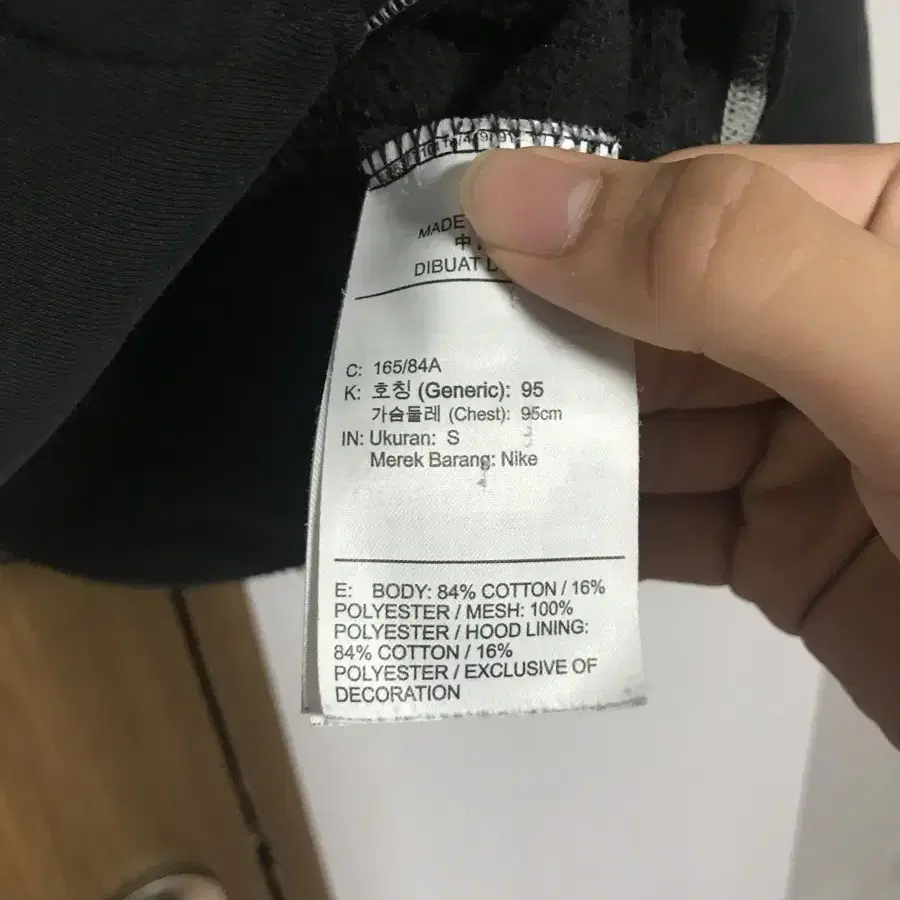 MADE
中
DIBUAT
C: 165/84A
K: 호칭 (Generic): 95
가슴둘레 (Chest): 95cm
IN: Ukuran: S
Merek Barang: Nike
E: BODY: 84% COTTON / 16%
POLYESTER / MESH: 100%
POLYESTER / HOOD LINING:
84% COTTON / 16%
POLYESTER / EXCLUSIVE OF
DECORATION